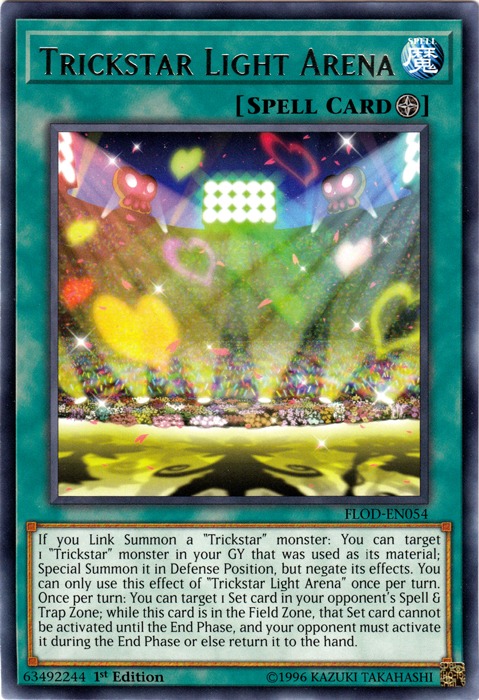 TRICKSTAR LIGHT ARENA
SPELL
魔
[SPELL CARD]
FLOD-EN054
If you Link Summon a "Trickstar" monster: You can target
1 "Trickstar" monster in your GY that was used as its material;
Special Summon it in Defense Position, but negate its effects. You
can only use this effect of "Trickstar Light Arena" once per turn.
Once per turn: You can target 1 Set card in your opponent's Spell &
Trap Zone; while this card is in the Field Zone, that Set card cannot
be activated until the End Phase, and your opponent must activate
it during the End Phase or else return it to the hand.
63492244 1st Edition ©1996 KAZUKI TAKAHASHI